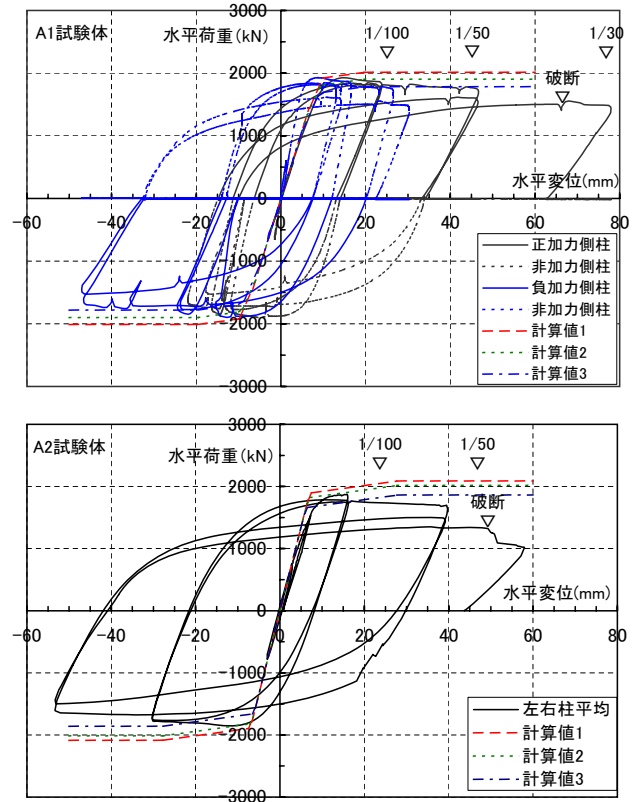 A1試験体
水平荷重(kN)
1/100
1/50
1/30
破断
3000
2000
1000
0
1000
-2000
-3000
水平変位(mm)
-60
-40
-20
0
20
40
60
80
正加力側柱
非加力側柱
負加力側柱
非加力側柱
計算値1
計算値2
計算値3
A2試験体
水平荷重(kN)
1/100
1/50
破断
3000
2000
1000
0
-1000
-2000
-3000
水平変位(mm)
-60
-40
-20
0
20
40
60
80
左右柱平均
計算値1
計算値2
計算値3